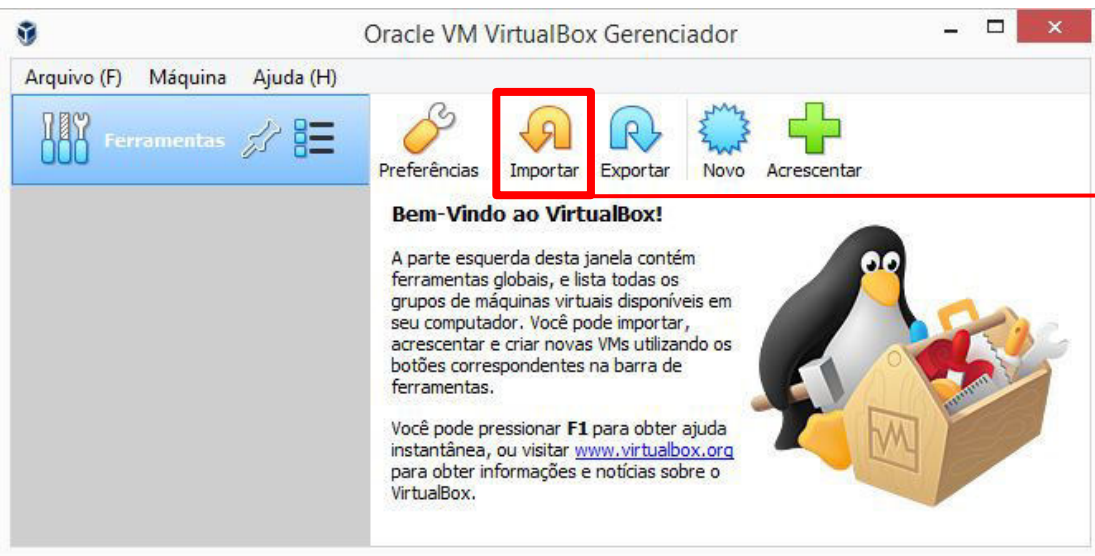 Oracle VM VirtualBox Gerenciador
Arquivo (F) Máquina Ajuda (H)
Ferramentas
Preferências Importar Exportar Novo Acrescentar
Bem-Vindo ao VirtualBox!
A parte esquerda desta janela contém
ferramentas globais, e lista todas os
grupos de máquinas virtuais disponíveis em
seu computador. Você pode importar,
acrescentar e criar novas VMs utilizando os
botões correspondentes na barra de
ferramentas.
Você pode pressionar F1 para obter ajuda
instantânea, ou visitar www.virtualbox.org
para obter informações e notícias sobre o
VirtualBox.